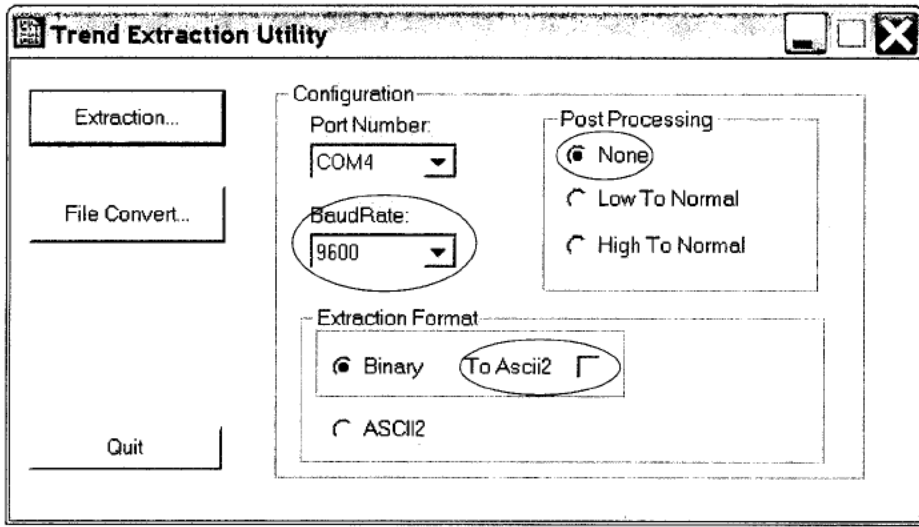 Trend Extraction Utility
Extraction...
File Convert...
Quit
Configuration
Port Number:
COM4
BaudRate:
9600
Post Processing
None
Low To Normal
High To Normal
Extraction Format
Binary To Ascii2
ASCII2